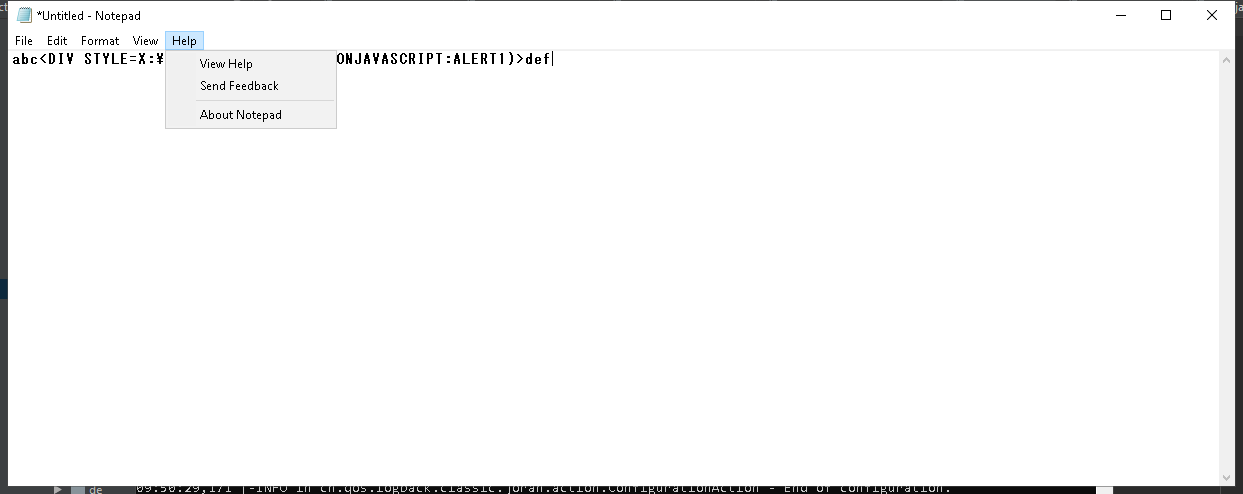 *Untitled - Notepad
File Edit Format View Help
abc<DIV STYLE=X:¥ ONJAVASCRIPT:ALERT1)>def
View Help
Send Feedback
About Notepad
de 09:50:29,171 |-INFO in ch.qos.logback.classic.joran.action.ConfigurationAction - End of configuration.